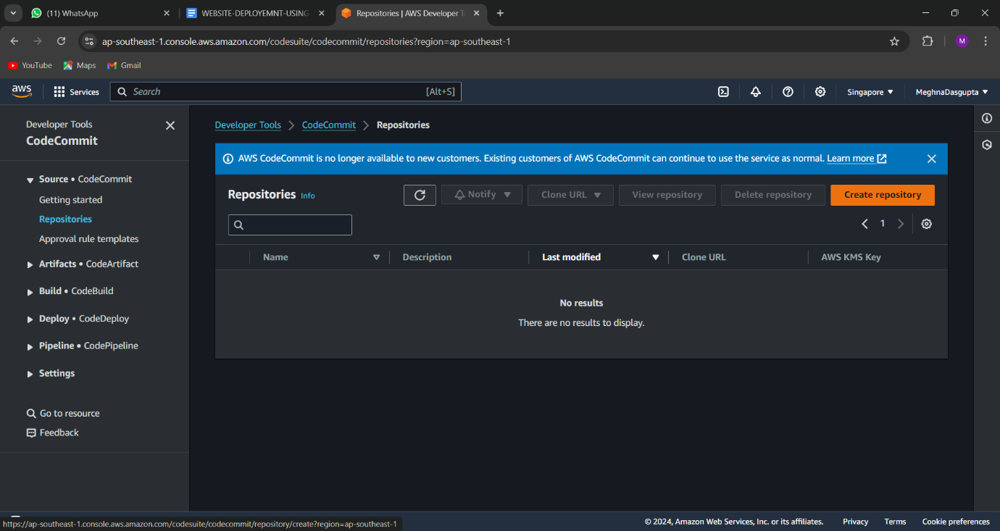 (11) WhatsApp
WEBSITE-DEPLOYEMNT-USING
Repositories | AWS Developer T
ap-southeast-1.console.aws.amazon.com/codesuite/codecommit/repositories?region=ap-southeast-1
M
YouTube
Maps
Gmail
aws
Services
Search
[Alt+S]
Singapore
MeghnaDasgupta
Developer Tools
CodeCommit
Source • CodeCommit
Getting started
Repositories
Approval rule templates
Artifacts • CodeArtifact
Build • CodeBuild
Deploy • CodeDeploy
Pipeline • CodePipeline
Settings
Go to resource
Feedback
Developer Tools > CodeCommit > Repositories
AWS CodeCommit is no longer available to new customers. Existing customers of AWS CodeCommit can continue to use the service as normal. Learn more
Repositories Info
Notify
Clone URL
View repository
Delete repository
Create repository
1
Name
Description
Last modified
Clone URL
AWS KMS Key
No results
There are no results to display.
https://ap-southeast-1.console.aws.amazon.com/codesuite/codecommit/repository/create?region=ap-southeast-1
© 2024, Amazon Web Services, Inc. or its affiliates.
Privacy
Terms
Cookie preferences